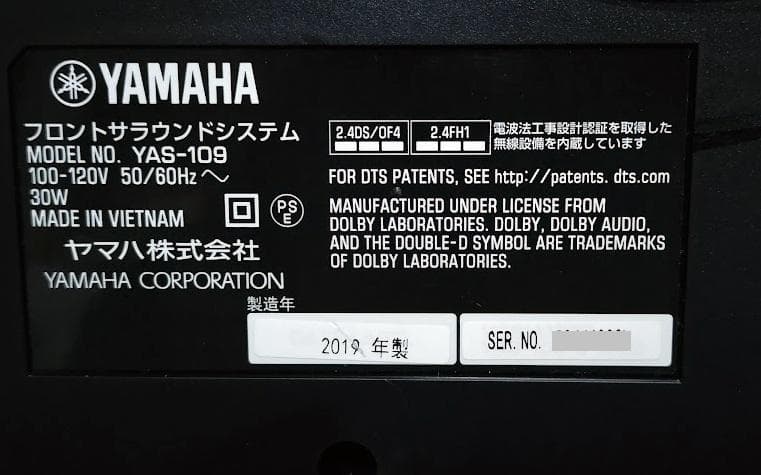 YAMAHA
フロントサラウンドシステム
MODEL NO. YAS-109
100-120V 50/60Hz～
30W
MADE IN VIETNAM
PS
E
ヤマハ株式会社
YAMAHA CORPORATION
2.4DS/OF4
2.4FH1
電波法工事設計認証を取得した
無線設備を内蔵しています
FOR DTS PATENTS, SEE http://patents. dts.com
MANUFACTURED UNDER LICENSE FROM
DOLBY LABORATORIES. DOLBY, DOLBY AUDIO,
AND THE DOUBLE-D SYMBOL ARE TRADEMARKS
OF DOLBY LABORATORIES.
製造年
2019 年製
SER. NO.